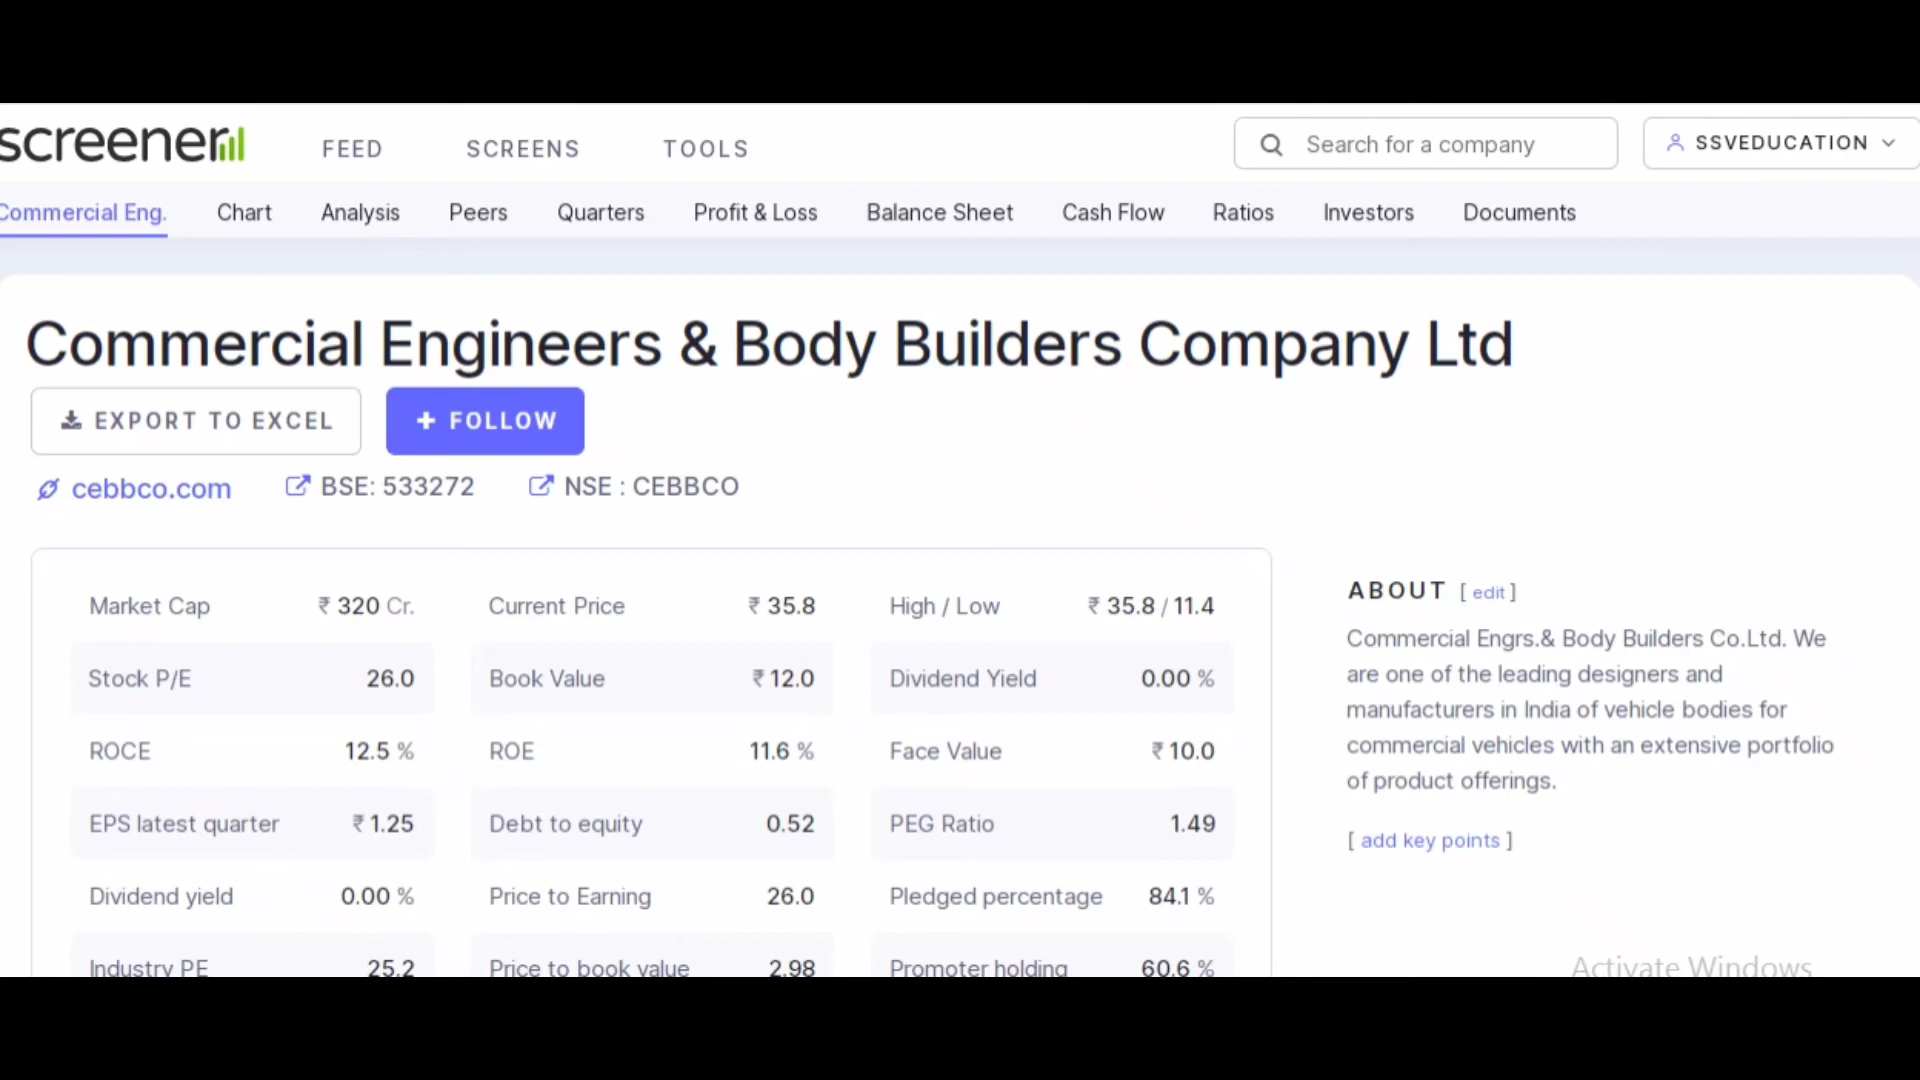 screener
FEED
SCREENS
TOOLS
Search for a company
SSVEDUCATION
Commercial Eng.
Chart
Analysis
Peers
Quarters
Profit & Loss
Balance Sheet
Cash Flow
Ratios
Investors
Documents
Commercial Engineers & Body Builders Company Ltd
EXPORT TO EXCEL
+ FOLLOW
cebbco.com
BSE: 533272
NSE : CEBBCO
Market Cap ₹ 320 Cr.
Current Price ₹ 35.8
High / Low ₹ 35.8 / 11.4
Stock P/E 26.0
Book Value ₹ 12.0
Dividend Yield 0.00 %
ROCE 12.5 %
ROE 11.6 %
Face Value ₹ 10.0
EPS latest quarter ₹ 1.25
Debt to equity 0.52
PEG Ratio 1.49
Dividend yield 0.00 %
Price to Earning 26.0
Pledged percentage 84.1 %
Industry PE 25.2
Price to book value 2.98
Promoter holding 60.6 %
ABOUT [ edit ]
Commercial Engrs.& Body Builders Co.Ltd. We
are one of the leading designers and
manufacturers in India of vehicle bodies for
commercial vehicles with an extensive portfolio
of product offerings.
[ add key points ]
Activate Windows